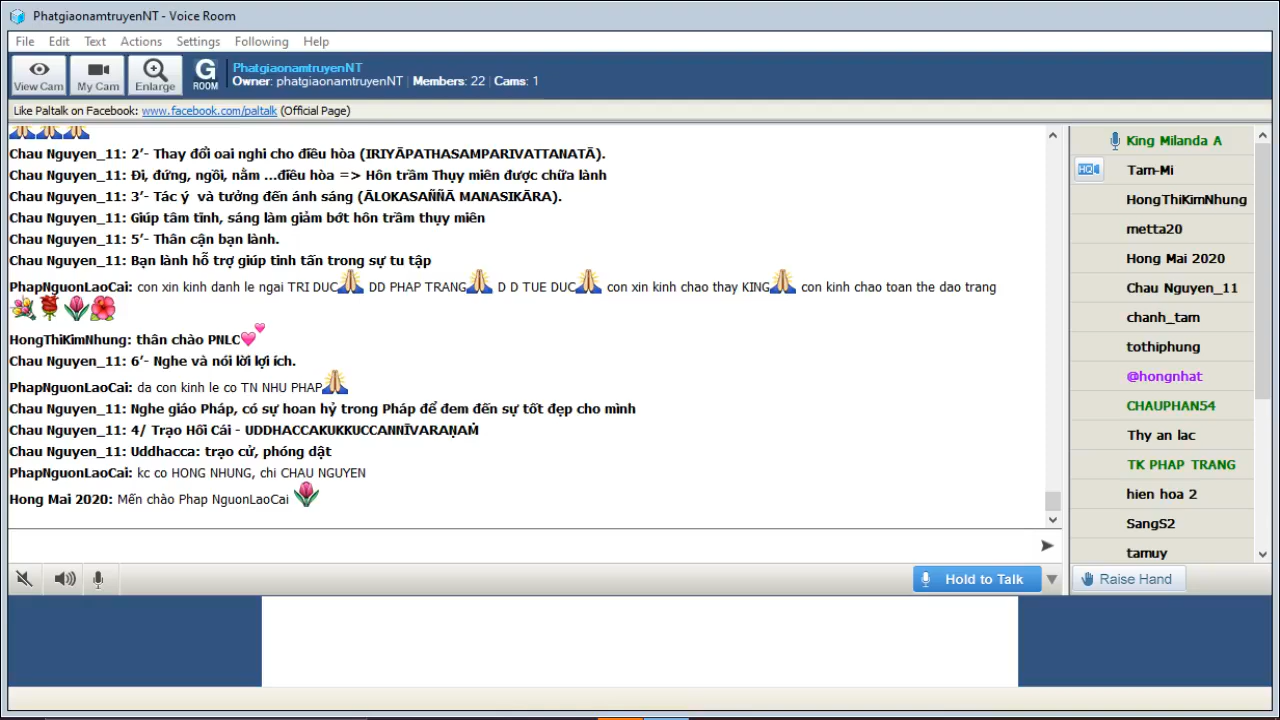 PhatgiaonamtruyenNT - Voice Room
File Edit Text Actions Settings Following Help
View Cam My Cam Enlarge G ROOM
PhatgiaonamtruyenNT
Owner: phatgiaonamtruyenNT | Members: 22 | Cams: 1
Like Paltalk on Facebook: www.facebook.com/paltalk (Official Page)
Chau Nguyen_11: 2’- Thay đổi oai nghi cho điều hòa (IRIYĀPATHASAMPARIVATTANATĀ).
Chau Nguyen_11: Đi, đứng, ngồi, nằm ...điều hòa => Hôn trầm Thụy miên được chữa lành
Chau Nguyen_11: 3’- Tác ý và tưởng đến ánh sáng (ĀLOKASAÑÑĀ MANASIKĀRA).
Chau Nguyen_11: Giúp tâm tĩnh, sáng làm giảm bớt hôn trầm thụy miên
Chau Nguyen_11: 5’- Thân cận bạn lành.
Chau Nguyen_11: Bạn lành hỗ trợ giúp tinh tấn trong sự tu tập
PhapNguonLaoCai: con xin kinh danh le ngai TRI DUC DD PHAP TRANG D D TUE DUC con xin kinh chao thay KING con kinh chao toan the dao trang
HongThiKimNhung: thân chào PNLC
Chau Nguyen_11: 6’- Nghe và nói lời lợi ích.
PhapNguonLaoCai: da con kinh le co TN NHU PHAP
Chau Nguyen_11: Nghe giáo Pháp, có sự hoan hỷ trong Pháp để đem đến sự tốt đẹp cho mình
Chau Nguyen_11: 4/ Trạo Hối Cái - UDDHACCAKUKKUCCANNĪVARAṆAṀ
Chau Nguyen_11: Uddhacca: trạo cử, phóng dật
PhapNguonLaoCai: kc co HONG NHUNG, chi CHAU NGUYEN
Hong Mai 2020: Mến chào Phap NguonLaoCai
Hold to Talk
King Milanda A
HQ Tam-Mi
HongThiKimNhung
metta20
Hong Mai 2020
Chau Nguyen_11
chanh_tam
tothiphung
@hongnhat
CHAUPHAN54
Thy an lac
TK PHAP TRANG
hien hoa 2
SangS2
tamuy
Raise Hand